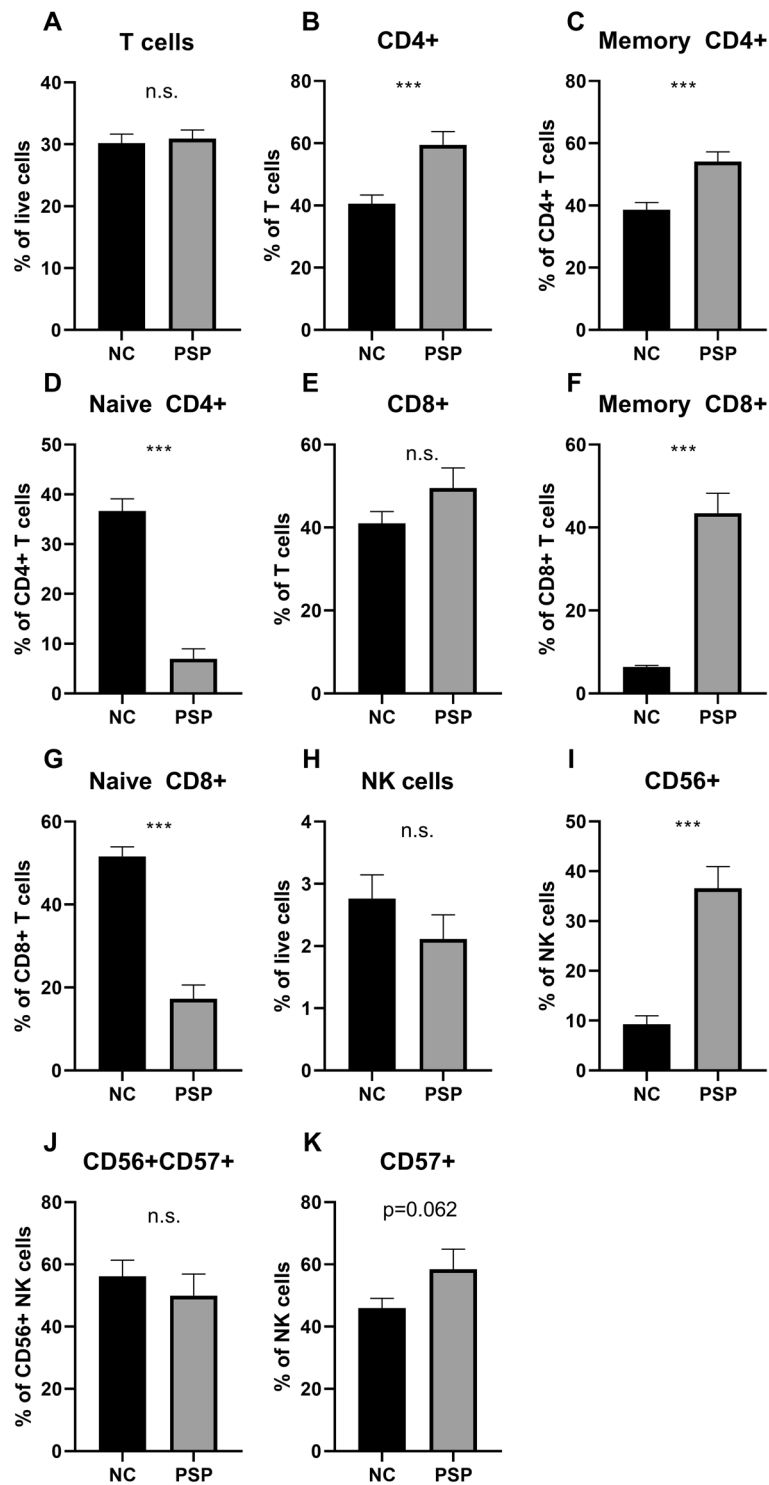 A
T cells
n.s.
% of live cells
40
30
20
10
0
NC PSP
B
CD4+
***
% of T cells
80
60
40
20
0
NC PSP
C
Memory CD4+
***
% of CD4+ T cells
80
60
40
20
0
NC PSP
D
Naive CD4+
***
% of CD4+ T cells
50
40
30
20
10
0
NC PSP
E
CD8+
n.s.
% of T cells
60
40
20
0
NC PSP
F
Memory CD8+
***
% of CD8+ T cells
60
40
20
0
NC PSP
G
Naive CD8+
***
% of CD8+ T cells
60
40
20
0
NC PSP
H
NK cells
n.s.
% of live cells
4
3
2
1
0
NC PSP
I
CD56+
***
% of NK cells
50
40
30
20
10
0
NC PSP
J
CD56+CD57+
n.s.
% of CD56+ NK cells
80
60
40
20
0
NC PSP
K
CD57+
p=0.062
% of NK cells
80
60
40
20
0
NC PSP